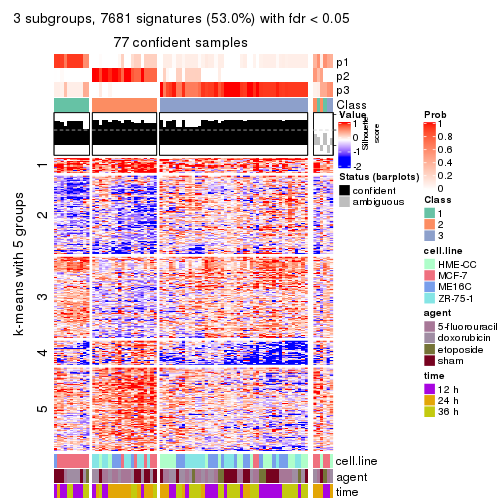 3 subgroups, 7681 signatures (53.0%) with fdr < 0.05
77 confident samples
p1
p2
p3
Class
1
0.5
0
Silhouette
score
k-means with 5 groups
1
2
3
4
5
cell.line
agent
time
Value
1
0
-1
-2
Status (barplots)
confident
ambiguous
Prob
1
0.8
0.6
0.4
0.2
0
Class
1
2
3
cell.line
HME-CC
MCF-7
ME16C
ZR-75-1
agent
5-fluorouracil
doxorubicin
etoposide
sham
time
12 h
24 h
36 h